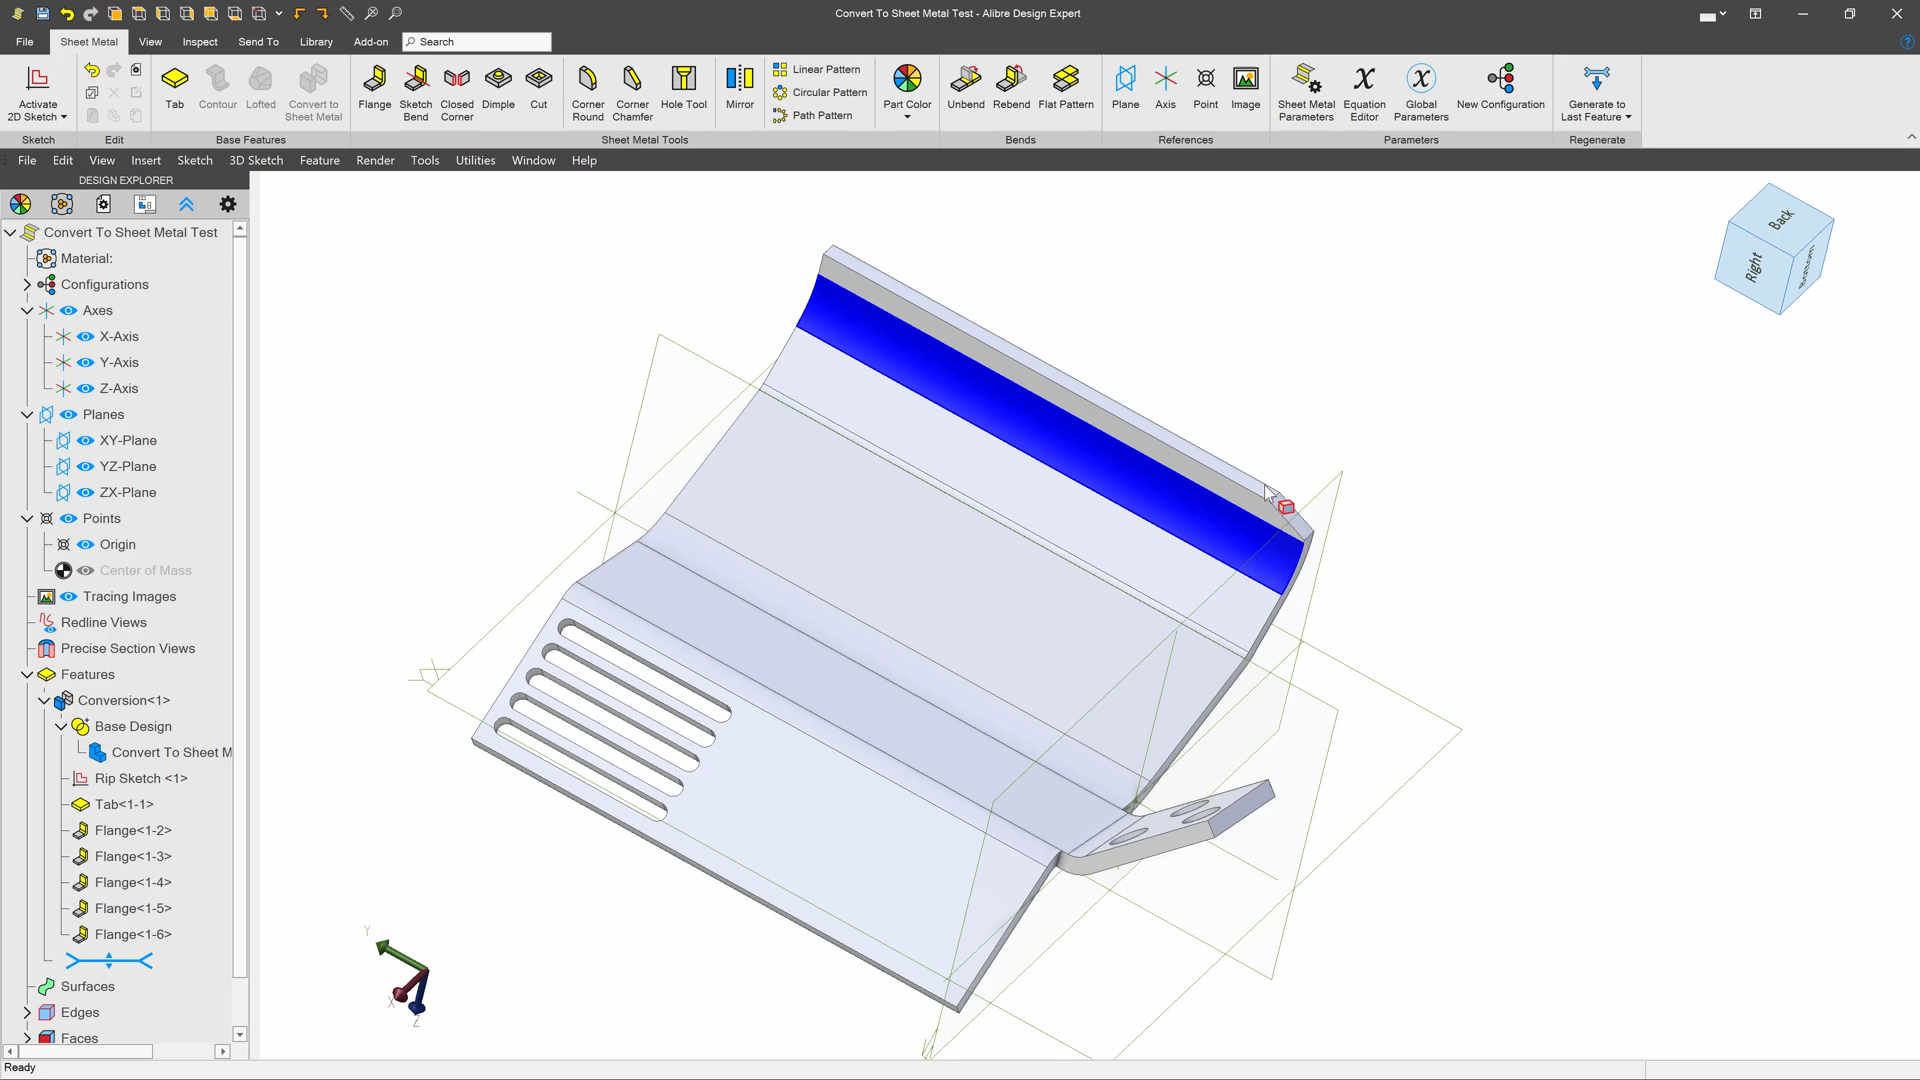 Convert To Sheet Metal Test - Alibre Design Expert
File Sheet Metal View Inspect Send To Library Add-on Search
Activate 2D Sketch
Tab
Contour
Lofted
Convert to Sheet Metal
Flange
Sketch Bend
Closed Corner
Dimple
Cut
Corner Round
Corner Chamfer
Hole Tool
Mirror
Linear Pattern
Circular Pattern
Path Pattern
Part Color
Unbend
Rebend
Flat Pattern
Plane
Axis
Point
Image
Sheet Metal Parameters
Equation Editor
Global Parameters
New Configuration
Generate to Last Feature
Sketch Edit Base Features Sheet Metal Tools Bends References Parameters Regenerate
File Edit View Insert Sketch 3D Sketch Feature Render Tools Utilities Window Help
DESIGN EXPLORER
Convert To Sheet Metal Test
Material:
Configurations
Axes
X-Axis
Y-Axis
Z-Axis
Planes
XY-Plane
YZ-Plane
ZX-Plane
Points
Origin
Center of Mass
Tracing Images
Redline Views
Precise Section Views
Features
Conversion<1>
Base Design
Convert To Sheet M
Rip Sketch <1>
Tab<1-1>
Flange<1-2>
Flange<1-3>
Flange<1-4>
Flange<1-5>
Flange<1-6>
Surfaces
Edges
Faces
Back
Right
Bottom
Y
X
Z
Ready